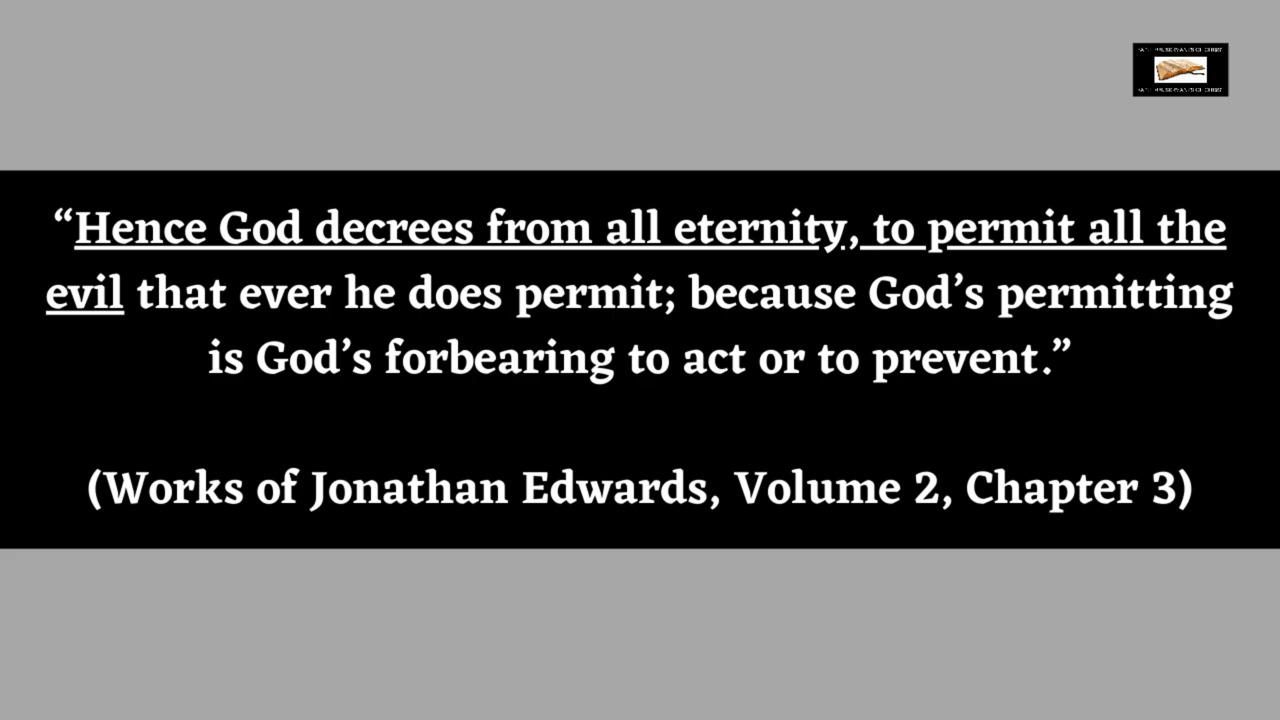 “Hence God decrees from all eternity, to permit all the
evil that ever he does permit; because God’s permitting
is God’s forbearing to act or to prevent.”
(Works of Jonathan Edwards, Volume 2, Chapter 3)